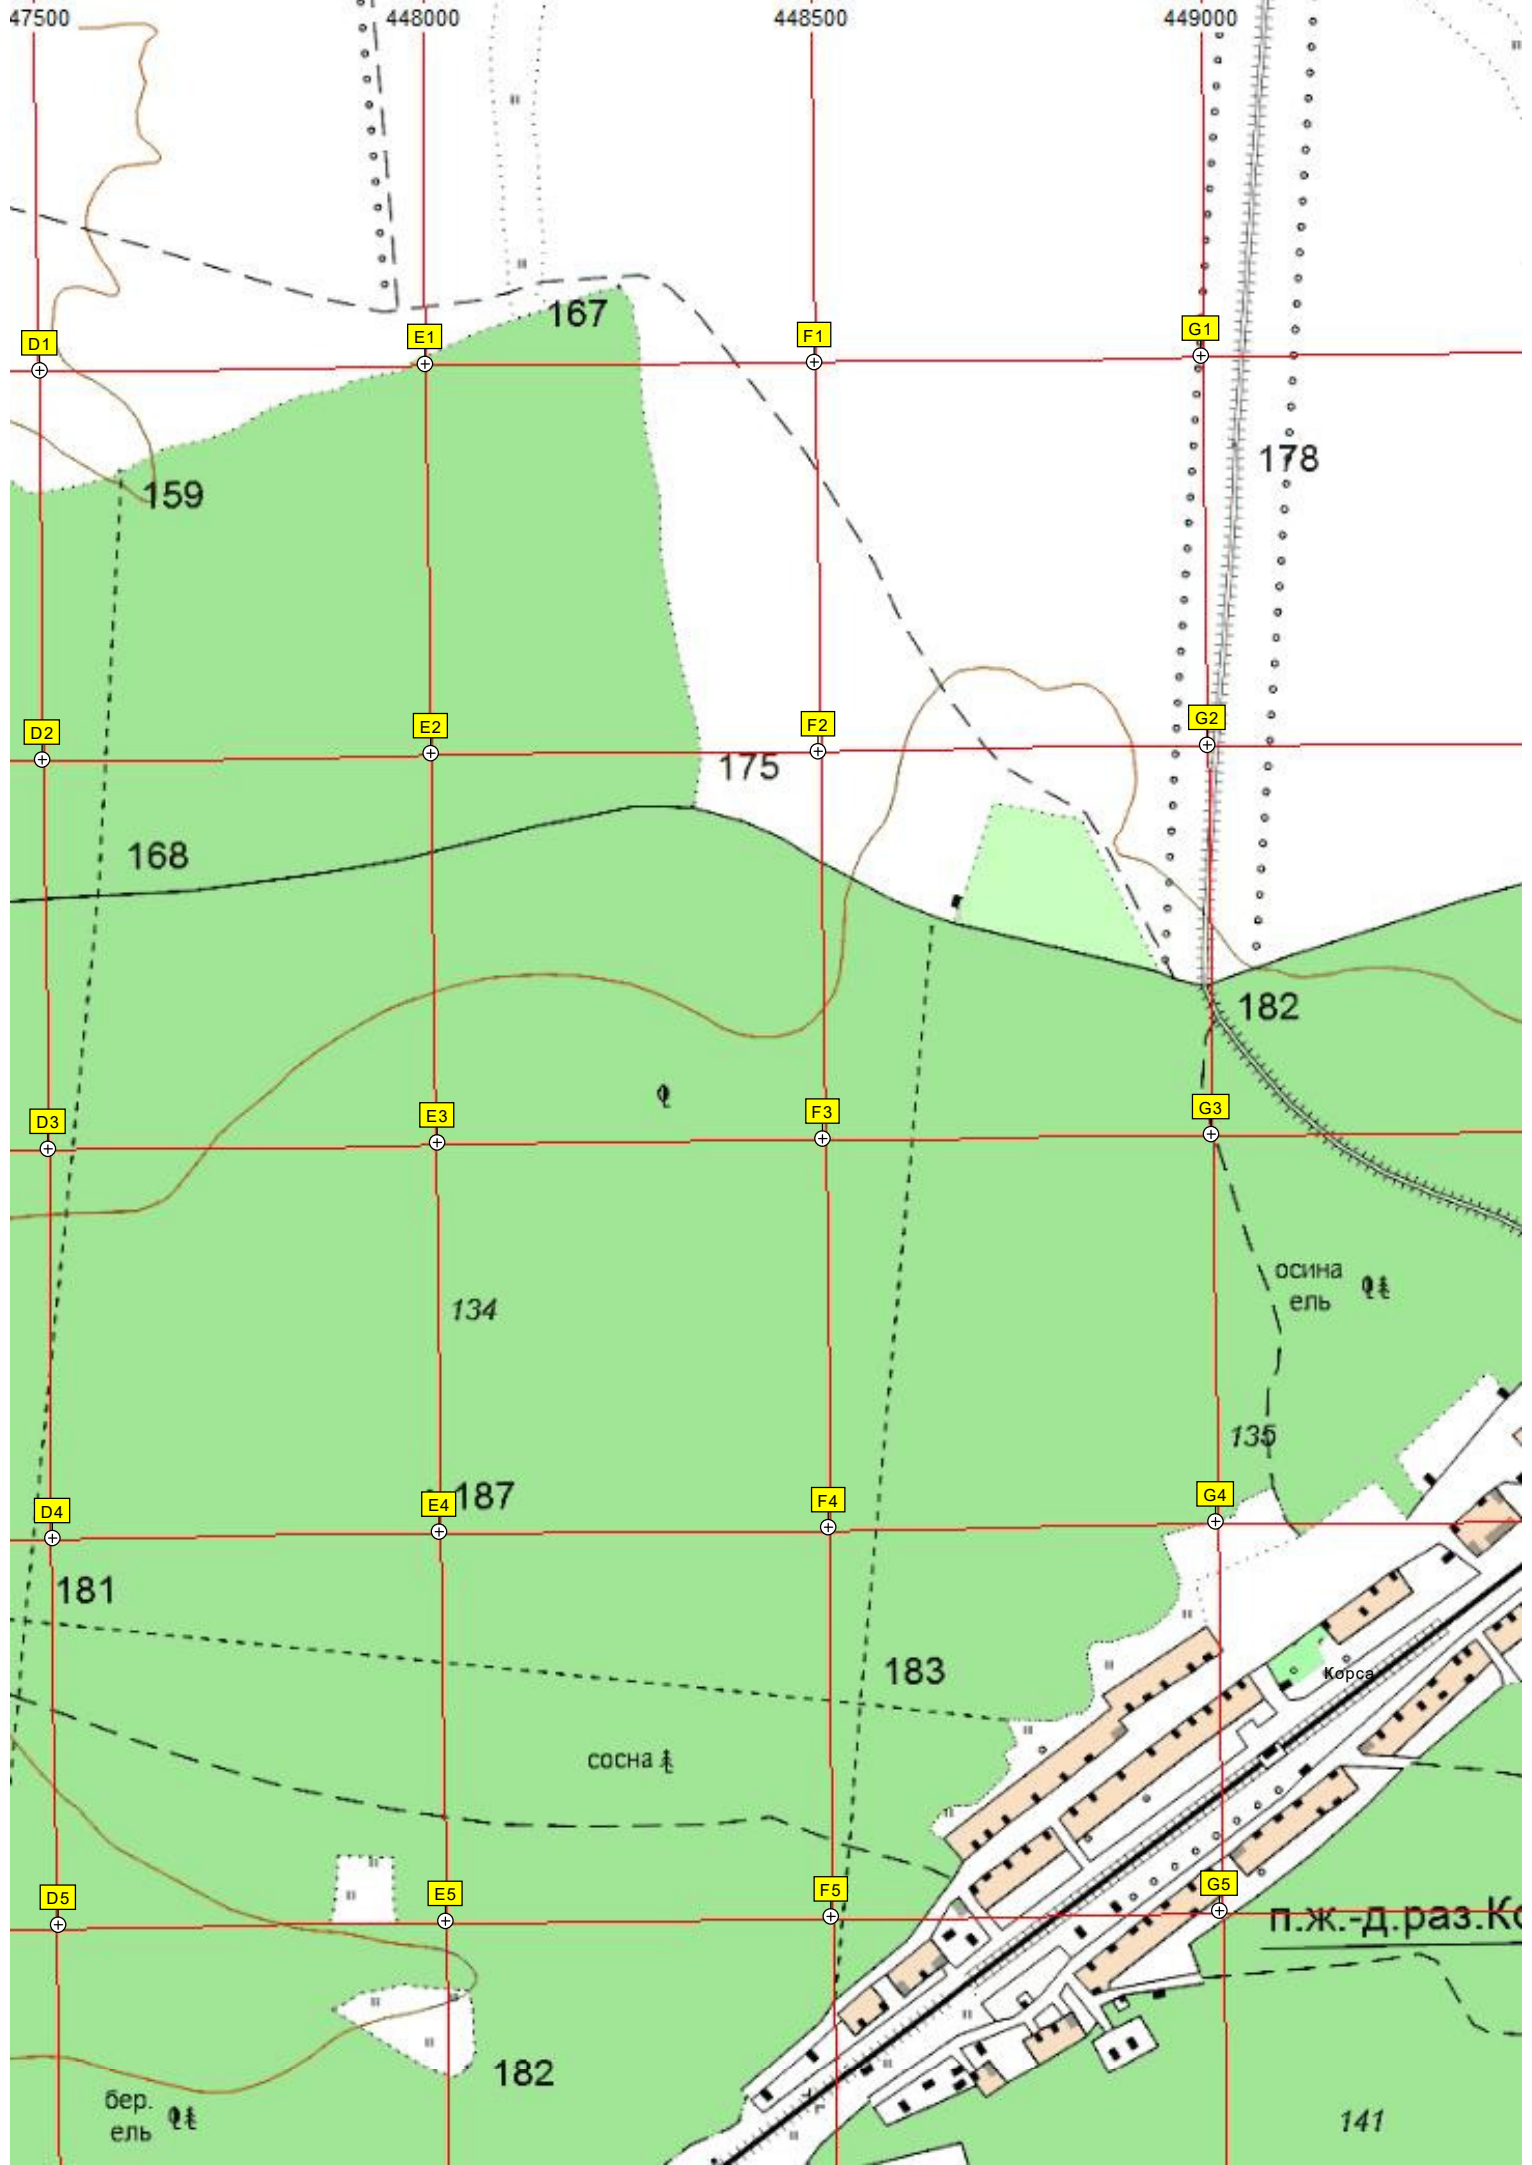 47500 448000 448500 449000
167
D1 E1 F1 G1
178
159
D2 E2 F2 G2
175
168
182
D3 E3 F3 G3
осина
ель
134
135
187
D4 E4 F4 G4
181
183
Корса
сосна
D5 E5 F5 G5
п.ж.-д.раз.Ко
182
бер.
ель
141